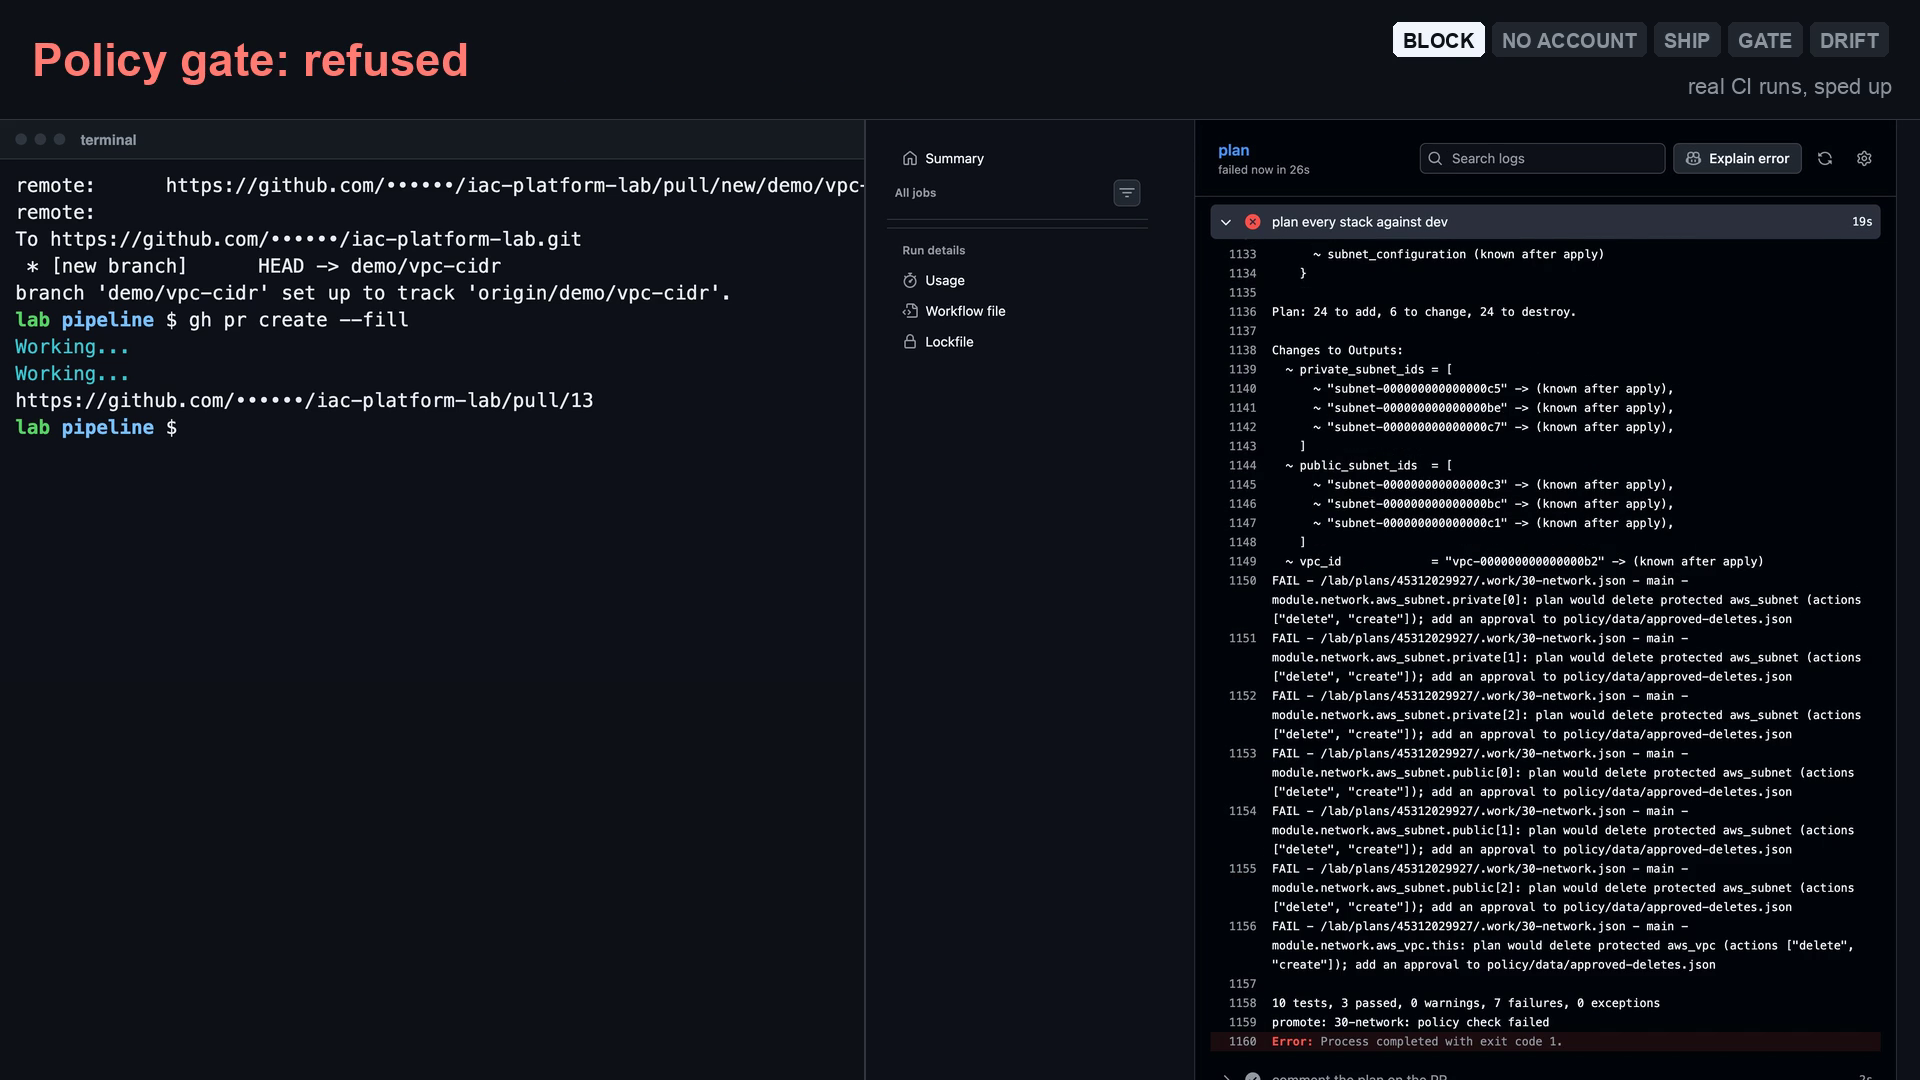 Policy gate: refused
BLOCK
NO ACCOUNT
SHIP
GATE
DRIFT
real CI runs, sped up
terminal
remote:      https://github.com/••••••/iac-platform-lab/pull/new/demo/vpc-
remote:
To https://github.com/••••••/iac-platform-lab.git
 * [new branch]      HEAD -> demo/vpc-cidr
branch 'demo/vpc-cidr' set up to track 'origin/demo/vpc-cidr'.
lab pipeline $ gh pr create --fill
Working...
Working...
https://github.com/••••••/iac-platform-lab/pull/13
lab pipeline $
Summary
All jobs
Run details
Usage
Workflow file
Lockfile
plan
failed now in 26s
Search logs
Explain error
plan every stack against dev
19s
1133 ~ subnet_configuration (known after apply)
1134 }
1135
1136 Plan: 24 to add, 6 to change, 24 to destroy.
1137
1138 Changes to Outputs:
1139 ~ private_subnet_ids = [
1140 ~ "subnet-000000000000000c5" -> (known after apply),
1141 ~ "subnet-000000000000000be" -> (known after apply),
1142 ~ "subnet-000000000000000c7" -> (known after apply),
1143 ]
1144 ~ public_subnet_ids  = [
1145 ~ "subnet-000000000000000c3" -> (known after apply),
1146 ~ "subnet-000000000000000bc" -> (known after apply),
1147 ~ "subnet-000000000000000c1" -> (known after apply),
1148 ]
1149 ~ vpc_id             = "vpc-000000000000000b2" -> (known after apply)
1150 FAIL - /lab/plans/45312029927/.work/30-network.json - main -
module.network.aws_subnet.private[0]: plan would delete protected aws_subnet (actions
["delete", "create"]); add an approval to policy/data/approved-deletes.json
1151 FAIL - /lab/plans/45312029927/.work/30-network.json - main -
module.network.aws_subnet.private[1]: plan would delete protected aws_subnet (actions
["delete", "create"]); add an approval to policy/data/approved-deletes.json
1152 FAIL - /lab/plans/45312029927/.work/30-network.json - main -
module.network.aws_subnet.private[2]: plan would delete protected aws_subnet (actions
["delete", "create"]); add an approval to policy/data/approved-deletes.json
1153 FAIL - /lab/plans/45312029927/.work/30-network.json - main -
module.network.aws_subnet.public[0]: plan would delete protected aws_subnet (actions
["delete", "create"]); add an approval to policy/data/approved-deletes.json
1154 FAIL - /lab/plans/45312029927/.work/30-network.json - main -
module.network.aws_subnet.public[1]: plan would delete protected aws_subnet (actions
["delete", "create"]); add an approval to policy/data/approved-deletes.json
1155 FAIL - /lab/plans/45312029927/.work/30-network.json - main -
module.network.aws_subnet.public[2]: plan would delete protected aws_subnet (actions
["delete", "create"]); add an approval to policy/data/approved-deletes.json
1156 FAIL - /lab/plans/45312029927/.work/30-network.json - main -
module.network.aws_vpc.this: plan would delete protected aws_vpc (actions ["delete",
"create"]); add an approval to policy/data/approved-deletes.json
1157
1158 10 tests, 3 passed, 0 warnings, 7 failures, 0 exceptions
1159 promote: 30-network: policy check failed
1160 Error: Process completed with exit code 1.
comment the plan on the PR
2s